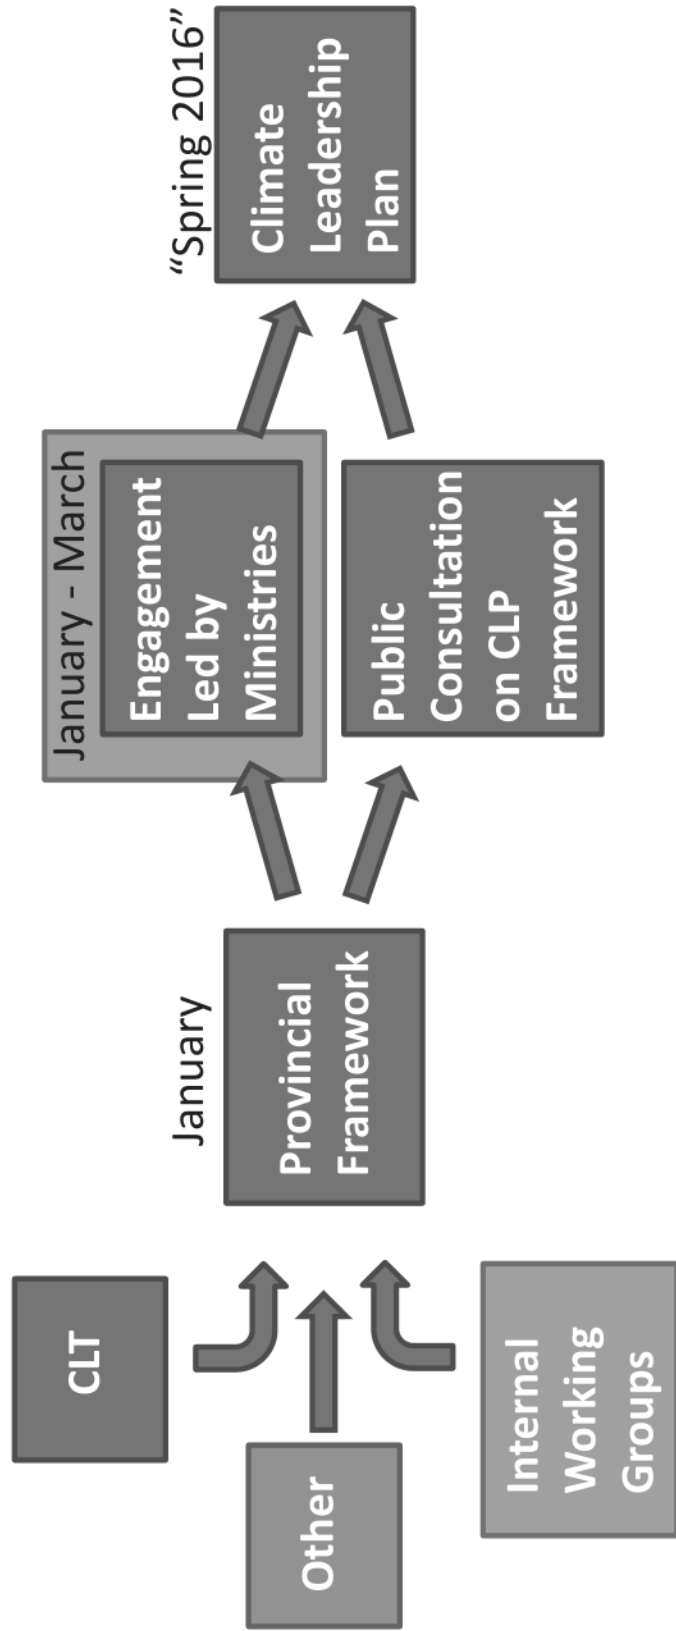 CLT
Other
Internal
Working
Groups
January
Provincial
Framework
January - March
Engagement
Led by
Ministries
Public
Consultation
on CLP
Framework
“Spring 2016”
Climate
Leadership
Plan